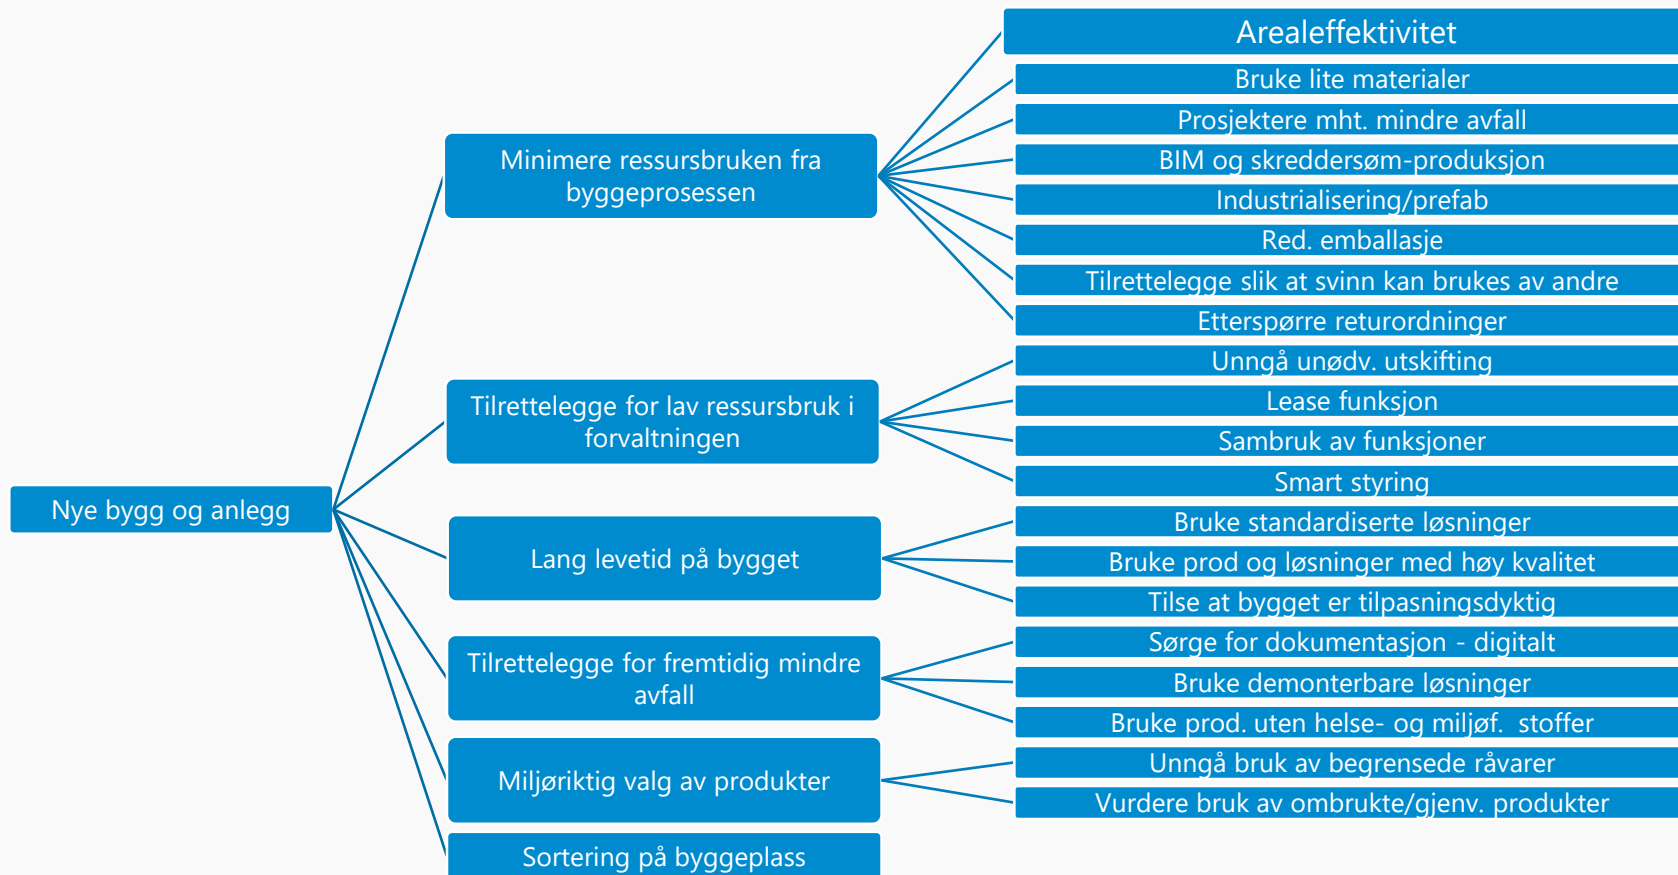 Nye bygg og anlegg
Minimere ressursbruken fra
byggeprosessen
Arealeffektivitet
Bruke lite materialer
Prosjektere mht. mindre avfall
BIM og skreddersøm-produksjon
Industrialisering/prefab
Red. emballasje
Tilrettelegge slik at svinn kan brukes av andre
Etterspørre returordninger
Tilrettelegge for lav ressursbruk i
forvaltningen
Unngå unødv. utskifting
Lease funksjon
Sambruk av funksjoner
Smart styring
Lang levetid på bygget
Bruke standardiserte løsninger
Bruke prod og løsninger med høy kvalitet
Tilse at bygget er tilpasningsdyktig
Tilrettelegge for fremtidig mindre
avfall
Sørge for dokumentasjon - digitalt
Bruke demonterbare løsninger
Bruke prod. uten helse- og miljøf. stoffer
Miljøriktig valg av produkter
Unngå bruk av begrensede råvarer
Vurdere bruk av ombrukte/gjenv. produkter
Sortering på byggeplass